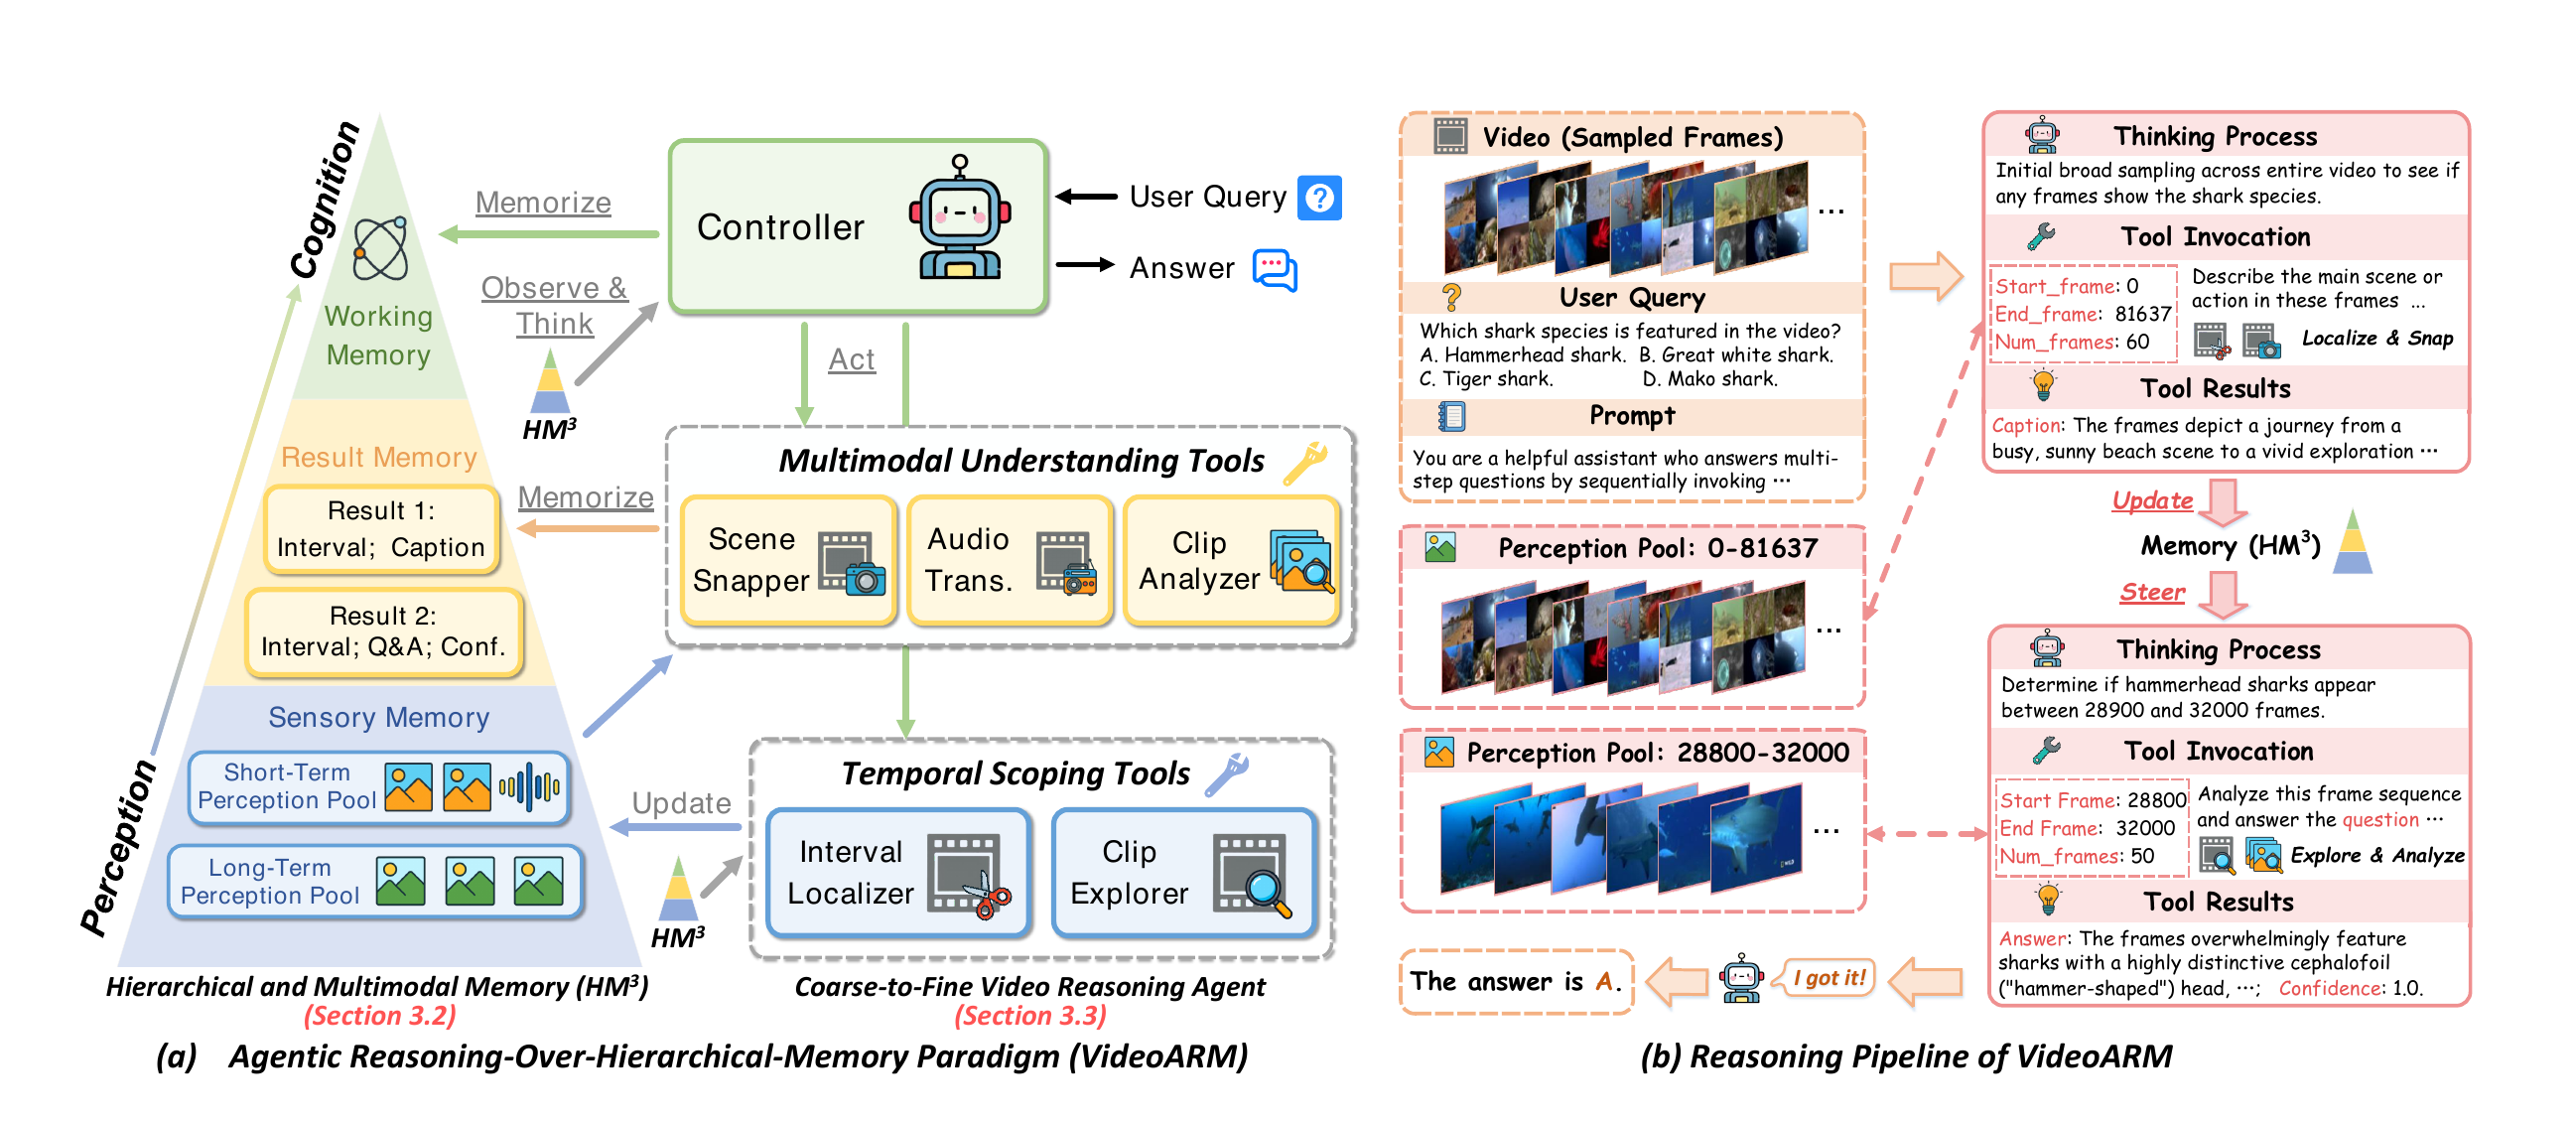 Cognition
Working
Memory
Result Memory
Result 1:
Interval; Caption
Result 2:
Interval; Q&A; Conf.
Sensory Memory
Short-Term
Perception Pool
Long-Term
Perception Pool
Perception
Hierarchical and Multimodal Memory (HM³)
(Section 3.2)
Memorize
Observe &
Think
HM³
Controller
User Query
?
Answer
Act
Multimodal Understanding Tools
Memorize
Scene
Snapper
Audio
Trans.
Clip
Analyzer
Update
HM³
Temporal Scoping Tools
Interval
Localizer
Clip
Explorer
Coarse-to-Fine Video Reasoning Agent
(Section 3.3)
(a) Agentic Reasoning-Over-Hierarchical-Memory Paradigm (VideoARM)
Video (Sampled Frames)
...
? User Query
Which shark species is featured in the video?
A. Hammerhead shark. B. Great white shark.
C. Tiger shark. D. Mako shark.
Prompt
You are a helpful assistant who answers multi-
step questions by sequentially invoking ...
Perception Pool: 0-81637
...
Perception Pool: 28800-32000
...
The answer is A.
I got it!
Thinking Process
Initial broad sampling across entire video to see if
any frames show the shark species.
Tool Invocation
Start_frame: 0
End_frame: 81637
Num_frames: 60
Describe the main scene or
action in these frames ...
Localize & Snap
Tool Results
Caption: The frames depict a journey from a
busy, sunny beach scene to a vivid exploration ...
Update
Memory (HM³)
Steer
Thinking Process
Determine if hammerhead sharks appear
between 28900 and 32000 frames.
Tool Invocation
Start Frame: 28800
End Frame: 32000
Num_frames: 50
Analyze this frame sequence
and answer the question ...
Explore & Analyze
Tool Results
Answer: The frames overwhelmingly feature
sharks with a highly distinctive cephalofoil
("hammer-shaped") head, ...; Confidence: 1.0.
(b) Reasoning Pipeline of VideoARM